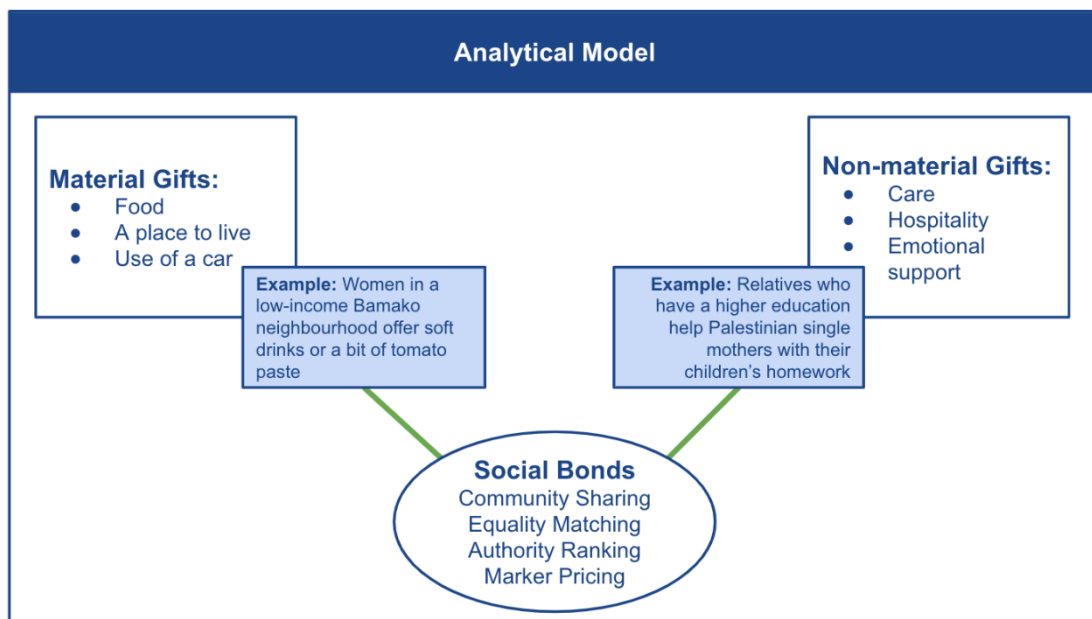 Analytical Model
Material Gifts:
● Food
● A place to live
● Use of a car
Example: Women in a
low-income Bamako
neighbourhood offer soft
drinks or a bit of tomato
paste
Non-material Gifts:
● Care
● Hospitality
● Emotional
support
Example: Relatives who
have a higher education
help Palestinian single
mothers with their
children’s homework
Social Bonds
Community Sharing
Equality Matching
Authority Ranking
Marker Pricing